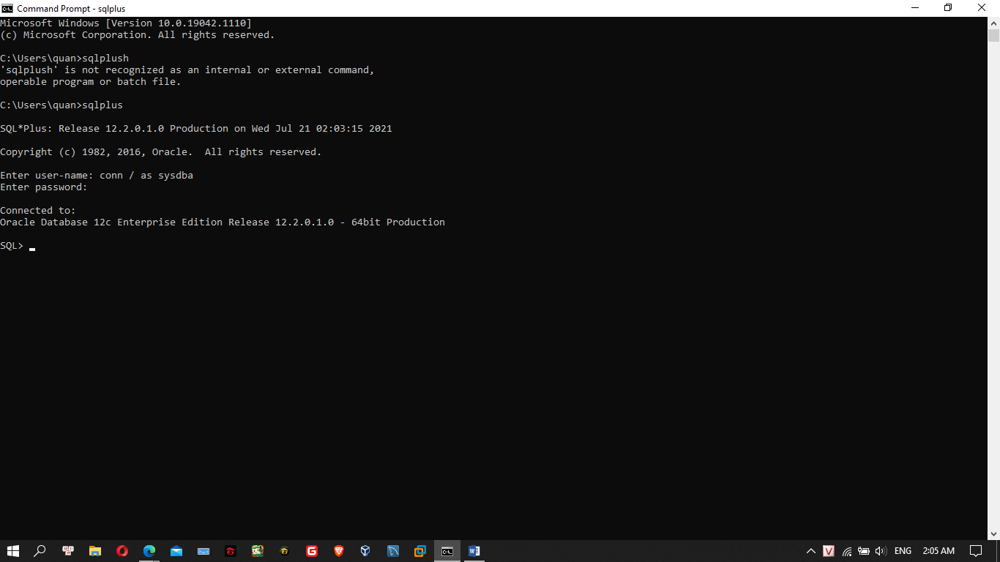 Command Prompt - sqlplus
Microsoft Windows [Version 10.0.19042.1110]
(c) Microsoft Corporation. All rights reserved.
C:\Users\quan>sqlplush
'sqlplush' is not recognized as an internal or external command,
operable program or batch file.
C:\Users\quan>sqlplus
SQL*Plus: Release 12.2.0.1.0 Production on Wed Jul 21 02:03:15 2021
Copyright (c) 1982, 2016, Oracle.  All rights reserved.
Enter user-name: conn / as sysdba
Enter password:
Connected to:
Oracle Database 12c Enterprise Edition Release 12.2.0.1.0 - 64bit Production
SQL>
ENG
2:05 AM